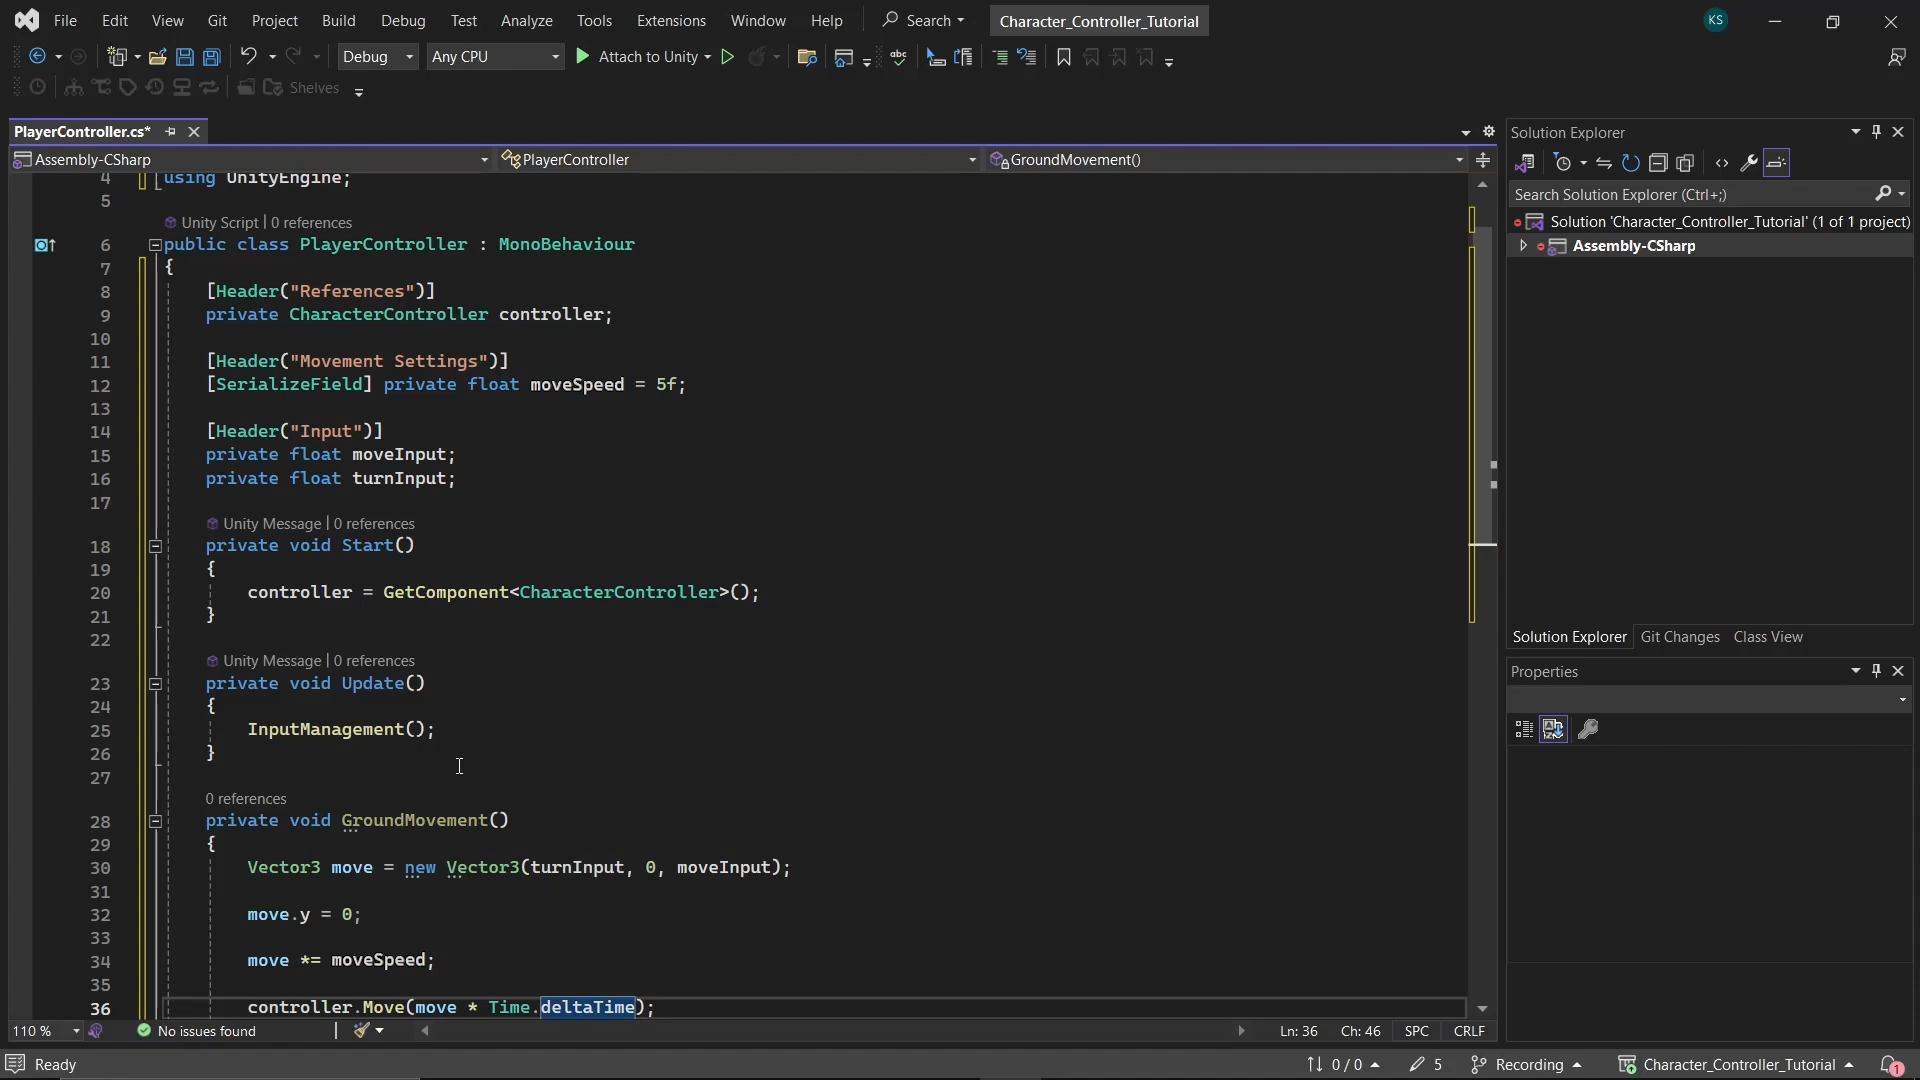 File Edit View Git Project Build Debug Test Analyze Tools Extensions Window Help Search Character_Controller_Tutorial KS
Debug Any CPU Attach to Unity
Shelves
PlayerController.cs*
Assembly-CSharp PlayerController GroundMovement()
4 using UnityEngine;
5
Unity Script | 0 references
6 public class PlayerController : MonoBehaviour
7 {
8 [Header("References")]
9 private CharacterController controller;
10
11 [Header("Movement Settings")]
12 [SerializeField] private float moveSpeed = 5f;
13
14 [Header("Input")]
15 private float moveInput;
16 private float turnInput;
17
Unity Message | 0 references
18 private void Start()
19 {
20 controller = GetComponent<CharacterController>();
21 }
22
Unity Message | 0 references
23 private void Update()
24 {
25 InputManagement();
26 }
27
0 references
28 private void GroundMovement()
29 {
30 Vector3 move = new Vector3(turnInput, 0, moveInput);
31
32 move.y = 0;
33
34 move *= moveSpeed;
35
36 controller.Move(move * Time.deltaTime);
110 % No issues found Ln: 36 Ch: 46 SPC CRLF
Solution Explorer
Search Solution Explorer (Ctrl+;)
Solution 'Character_Controller_Tutorial' (1 of 1 project)
Assembly-CSharp
Solution Explorer Git Changes Class View
Properties
Ready 0 / 0 5 Recording Character_Controller_Tutorial 1